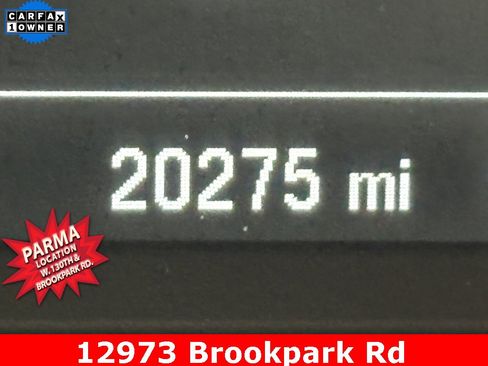 CARFAX
1 OWNER
20275 mi
PARMA
LOCATION
W. 130TH &
BROOKPARK RD.
12973 Brookpark Rd